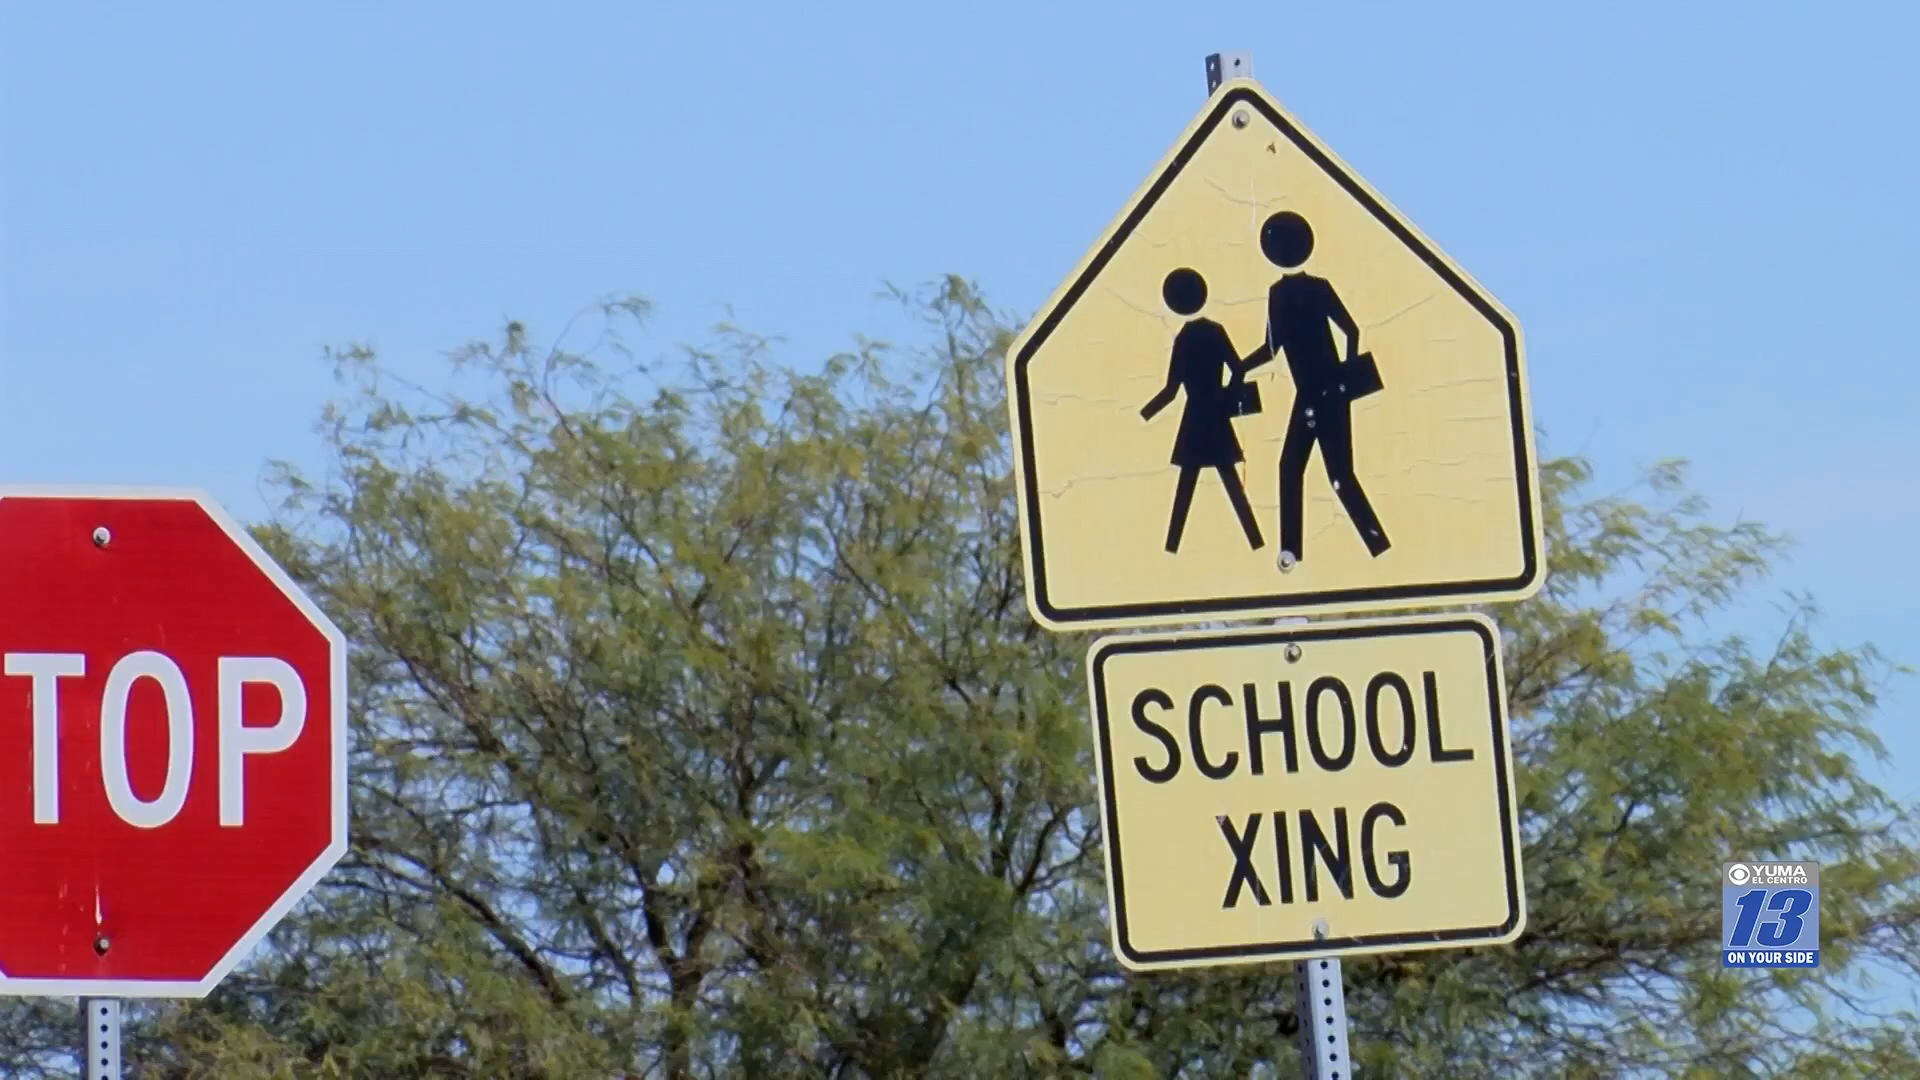 TOP
SCHOOL
XING
YUMA
EL CENTRO
13
ON YOUR SIDE